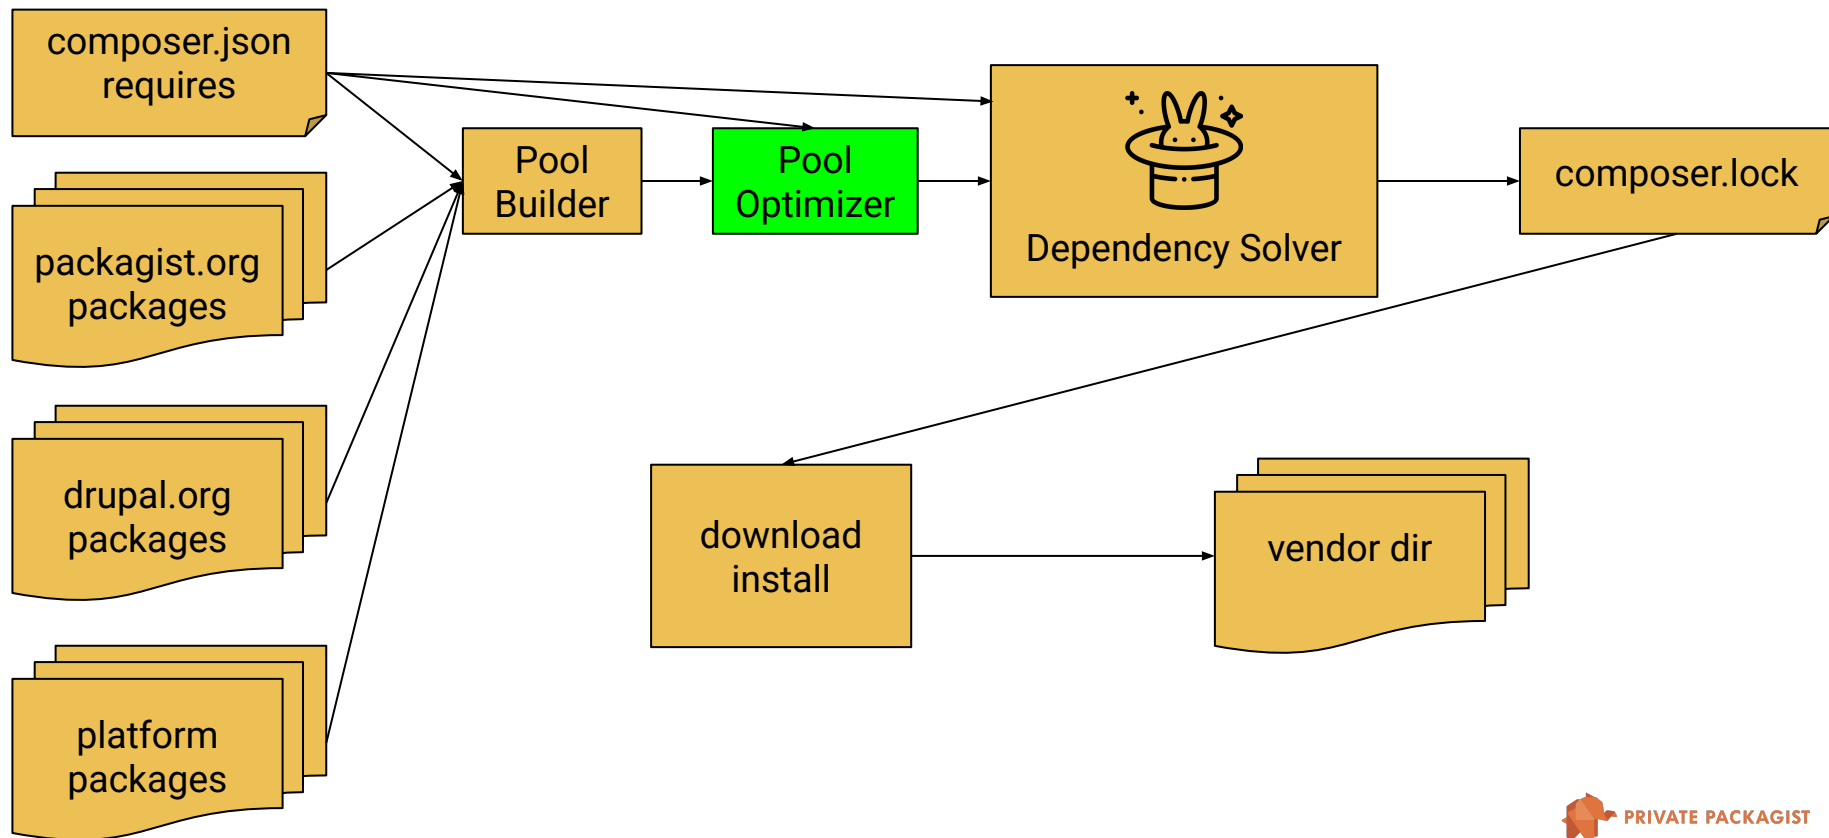 composer.json
requires
Pool
Builder
Pool
Optimizer
Dependency Solver
composer.lock
packagist.org
packages
drupal.org
packages
download
install
vendor dir
platform
packages
PRIVATE PACKAGIST